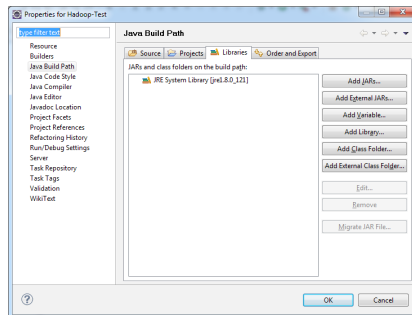 Properties for Hadoop-Test
type filter text
Resource
Builders
Java Build Path
Java Code Style
Java Compiler
Java Editor
Javadoc Location
Project Facets
Project References
Refactoring History
Run/Debug Settings
Server
Task Repository
Task Tags
Validation
WikiText
Java Build Path
Source Projects Libraries Order and Export
JARs and class folders on the build path:
JRE System Library [jre1.8.0_121]
Add JARs...
Add External JARs...
Add Variable...
Add Library...
Add Class Folder...
Add External Class Folder...
Edit...
Remove
Migrate JAR File...
OK Cancel